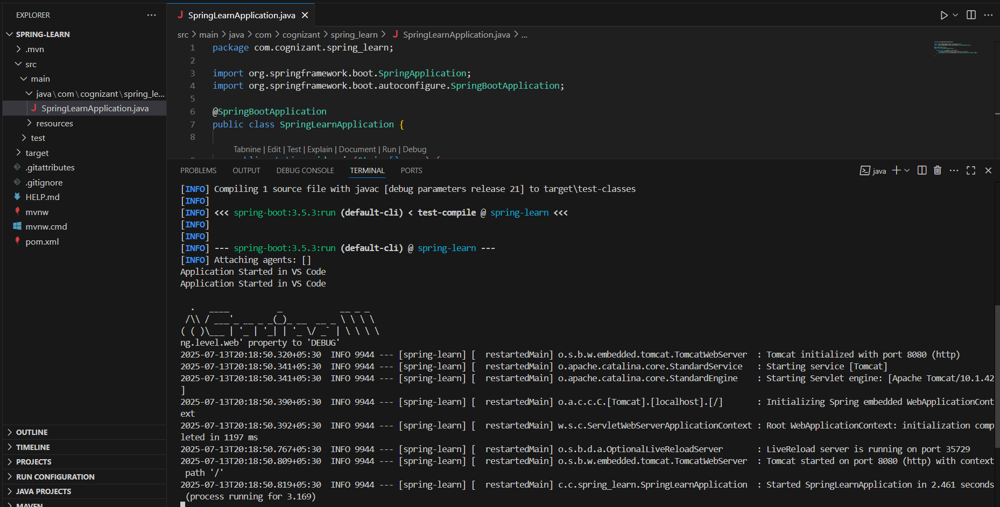 EXPLORER
SPRING-LEARN
.mvn
src
main
java\com\cognizant\spring_le...
SpringLearnApplication.java
resources
test
target
.gitattributes
.gitignore
HELP.md
mvnw
mvnw.cmd
pom.xml
OUTLINE
TIMELINE
PROJECTS
RUN CONFIGURATION
JAVA PROJECTS
MAVEN
SpringLearnApplication.java
src > main > java > com > cognizant > spring_learn > SpringLearnApplication.java > ...
1 package com.cognizant.spring_learn;
2
3 import org.springframework.boot.SpringApplication;
4 import org.springframework.boot.autoconfigure.SpringBootApplication;
5
6 @SpringBootApplication
7 public class SpringLearnApplication {
8
Tabnine | Edit | Test | Explain | Document | Run | Debug
PROBLEMS OUTPUT DEBUG CONSOLE TERMINAL PORTS
java
[INFO] Compiling 1 source file with javac [debug parameters release 21] to target\test-classes
[INFO]
[INFO] <<< spring-boot:3.5.3:run (default-cli) < test-compile @ spring-learn <<<
[INFO]
[INFO]
[INFO] --- spring-boot:3.5.3:run (default-cli) @ spring-learn ---
[INFO] Attaching agents: []
Application Started in VS Code
Application Started in VS Code
ng.level.web' property to 'DEBUG'
2025-07-13T20:18:50.320+05:30  INFO 9944 --- [spring-learn] [  restartedMain] o.s.b.w.embedded.tomcat.TomcatWebServer  : Tomcat initialized with port 8080 (http)
2025-07-13T20:18:50.341+05:30  INFO 9944 --- [spring-learn] [  restartedMain] o.apache.catalina.core.StandardService   : Starting service [Tomcat]
2025-07-13T20:18:50.341+05:30  INFO 9944 --- [spring-learn] [  restartedMain] o.apache.catalina.core.StandardEngine    : Starting Servlet engine: [Apache Tomcat/10.1.42
]
2025-07-13T20:18:50.390+05:30  INFO 9944 --- [spring-learn] [  restartedMain] o.a.c.c.C.[Tomcat].[localhost].[/]       : Initializing Spring embedded WebApplicationCont
ext
2025-07-13T20:18:50.392+05:30  INFO 9944 --- [spring-learn] [  restartedMain] w.s.c.ServletWebServerApplicationContext : Root WebApplicationContext: initialization comp
leted in 1197 ms
2025-07-13T20:18:50.767+05:30  INFO 9944 --- [spring-learn] [  restartedMain] o.s.b.d.a.OptionalLiveReloadServer       : LiveReload server is running on port 35729
2025-07-13T20:18:50.809+05:30  INFO 9944 --- [spring-learn] [  restartedMain] o.s.b.w.embedded.tomcat.TomcatWebServer  : Tomcat started on port 8080 (http) with context
path '/'
2025-07-13T20:18:50.819+05:30  INFO 9944 --- [spring-learn] [  restartedMain] c.c.spring_learn.SpringLearnApplication  : Started SpringLearnApplication in 2.461 seconds
(process running for 3.169)